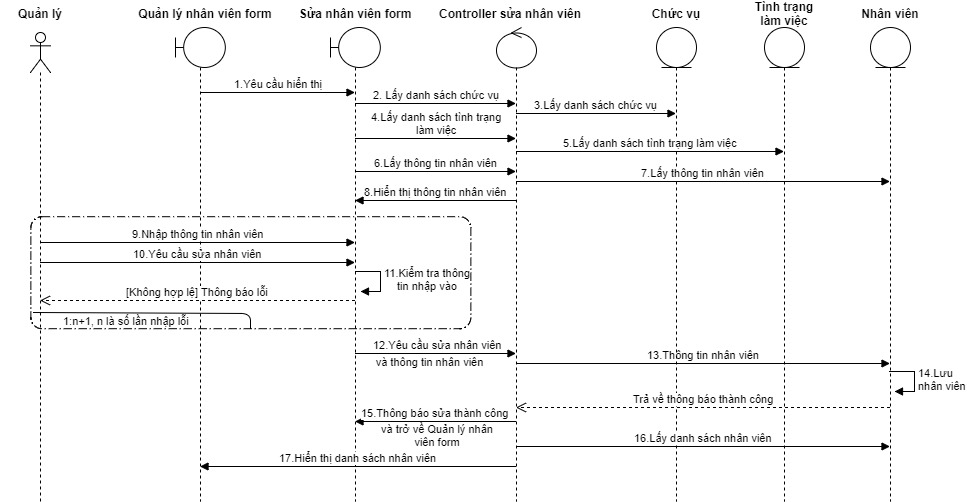 Quản lý
Quản lý nhân viên form
Sửa nhân viên form
Controller sửa nhân viên
Chức vụ
Tình trạng
làm việc
Nhân viên
1.Yêu cầu hiển thị
2. Lấy danh sách chức vụ
3.Lấy danh sách chức vụ
4.Lấy danh sách tình trạng
làm việc
5.Lấy danh sách tình trạng làm việc
6.Lấy thông tin nhân viên
7.Lấy thông tin nhân viên
8.Hiển thị thông tin nhân viên
9.Nhập thông tin nhân viên
10.Yêu cầu sửa nhân viên
11.Kiểm tra thông
tin nhập vào
[Không hợp lệ] Thông báo lỗi
1:n+1, n là số lần nhập lỗi
12.Yêu cầu sửa nhân viên
và thông tin nhân viên
13.Thông tin nhân viên
14.Lưu
nhân viên
Trả về thông báo thành công
15.Thông báo sửa thành công
và trở về Quản lý nhân
viên form
16.Lấy danh sách nhân viên
17.Hiển thị danh sách nhân viên